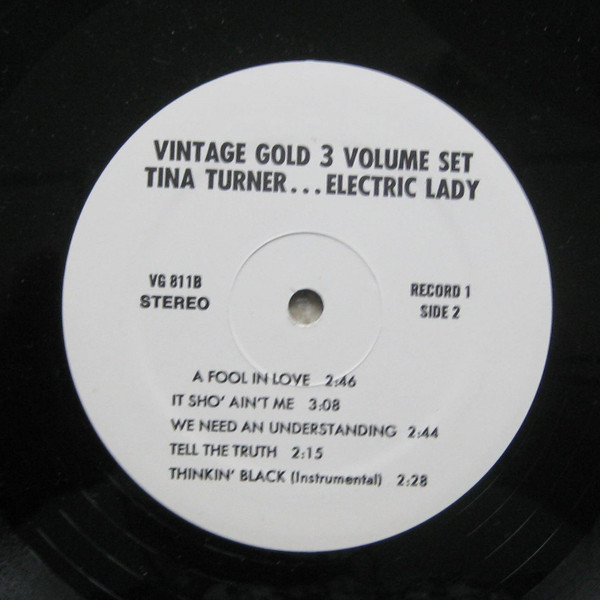 VINTAGE GOLD 3 VOLUME SET
TINA TURNER...ELECTRIC LADY
VG 811B
STEREO
RECORD 1
SIDE 2
A FOOL IN LOVE 2:46
IT SHO' AIN'T ME 3:08
WE NEED AN UNDERSTANDING 2:44
TELL THE TRUTH 2:15
THINKIN' BLACK (Instrumental) 2:28